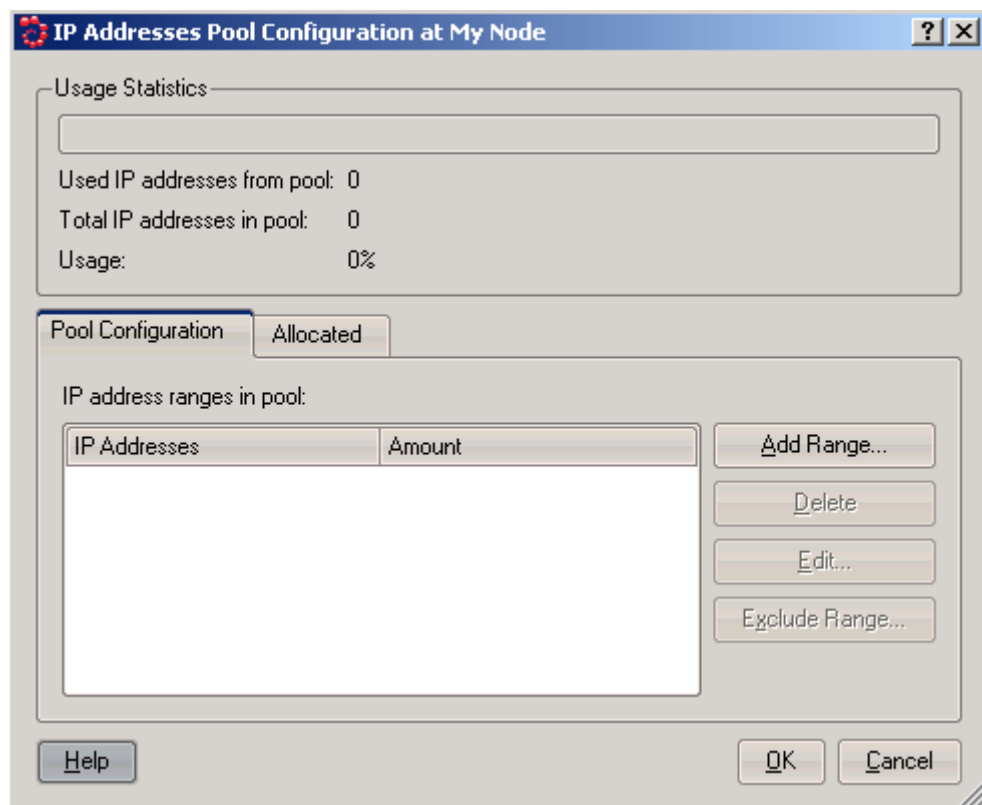 IP Addresses Pool Configuration at My Node
Usage Statistics
Used IP addresses from pool: 0
Total IP addresses in pool: 0
Usage: 0%
Pool Configuration Allocated
IP address ranges in pool:
IP Addresses Amount
Add Range...
Delete
Edit...
Exclude Range...
Help OK Cancel